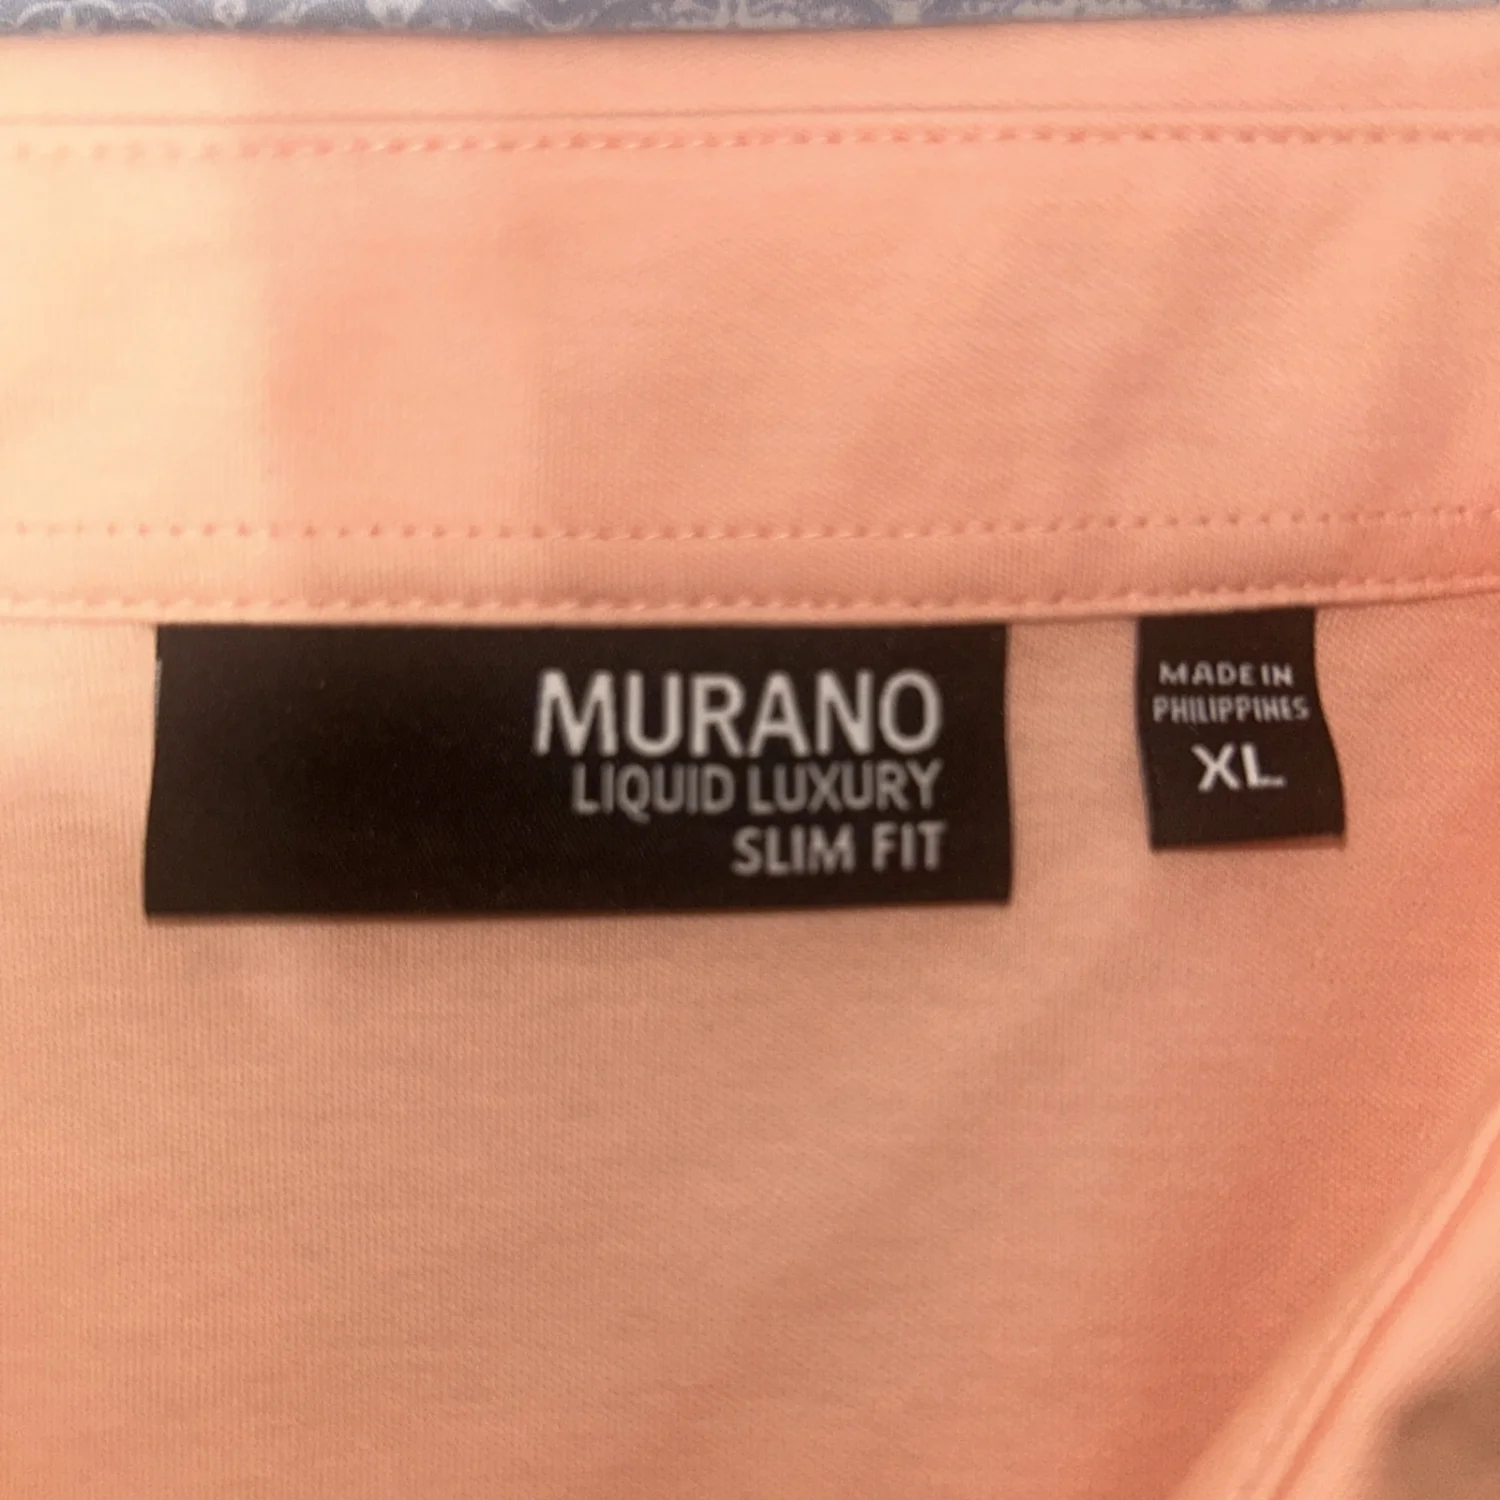 MURANO
LIQUID LUXURY
SLIM FIT
MADE IN
PHILIPPINES
XL